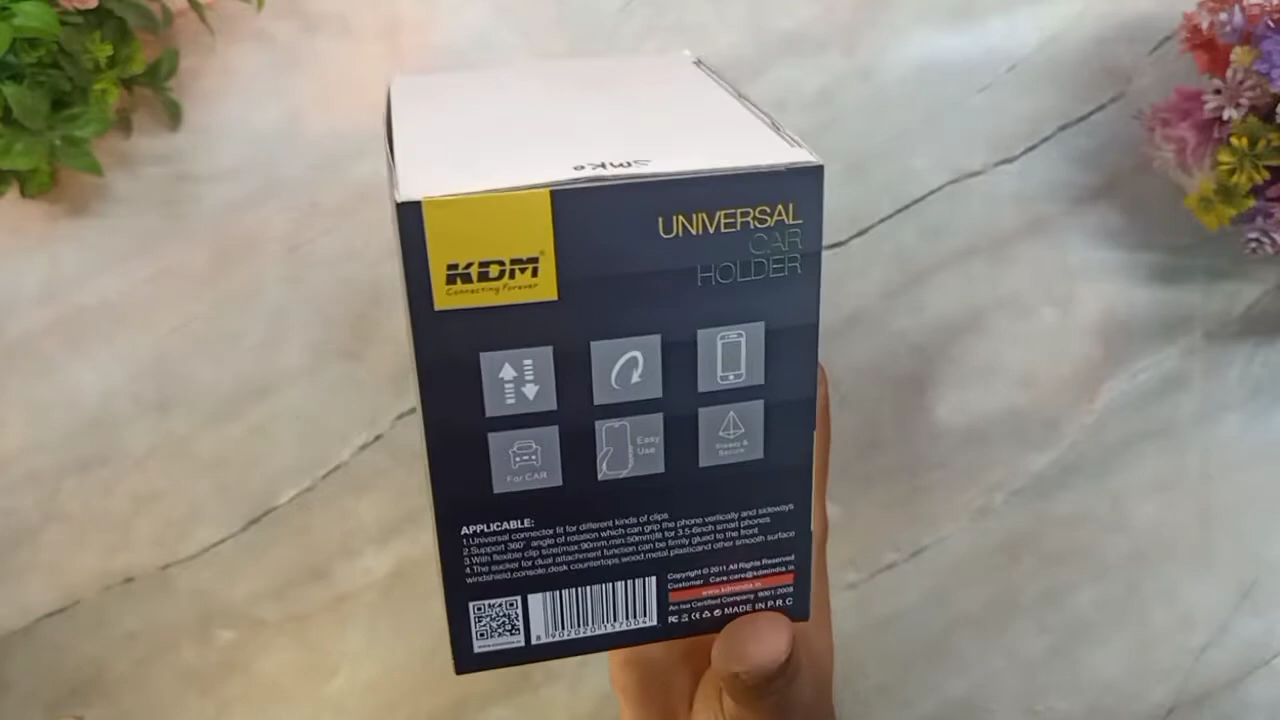 KDM®
Connecting Forever
UNIVERSAL
CAR
HOLDER
For CAR
Easy
Use
Steady &
Secure
APPLICABLE:
1.Universal connector fit for different kinds of clips
2.Support 360° angle of rotation which can grip the phone vertically and sideways
3.With flexible clip size(max:90mm,min:50mm)fit for 3.5-6inch smart phones
4.The sucker for dual attachment function can be firmly glued to the front
windshield,console,desk countertops,wood,metal,plasticand other smooth surface
Copyright © 2011.All Rights Reserved
Customer Care:care@kdmindia.in
www.kdmindia.in
An Iso Certified Company 9001:2008
FC CE MADE IN P.R.C
8 902020 157004